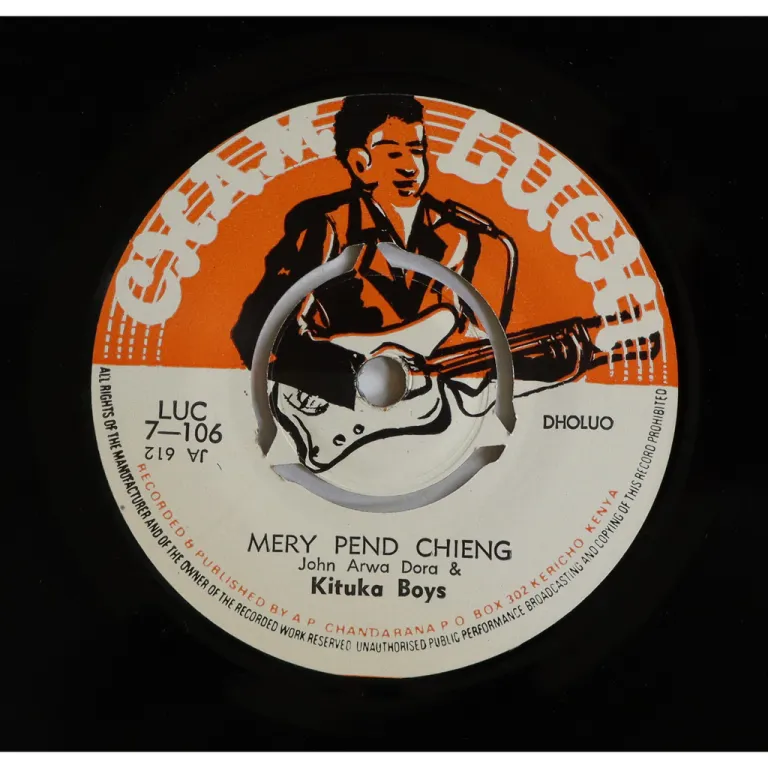 CHAM LUCKI
LUC
7—106
JA 612
DHOLUO
MERY PEND CHIENG
John Arwa Dora &
Kituka Boys
RECORDED & PUBLISHED BY A P CHANDARANA P O BOX 302 KERICHO KENYA
ALL RIGHTS OF THE MANUFACTURER AND OF THE OWNER OF THE RECORDED WORK RESERVED UNAUTHORISED PUBLIC PERFORMANCE BROADCASTING AND COPYING OF THIS RECORD PROHIBITED